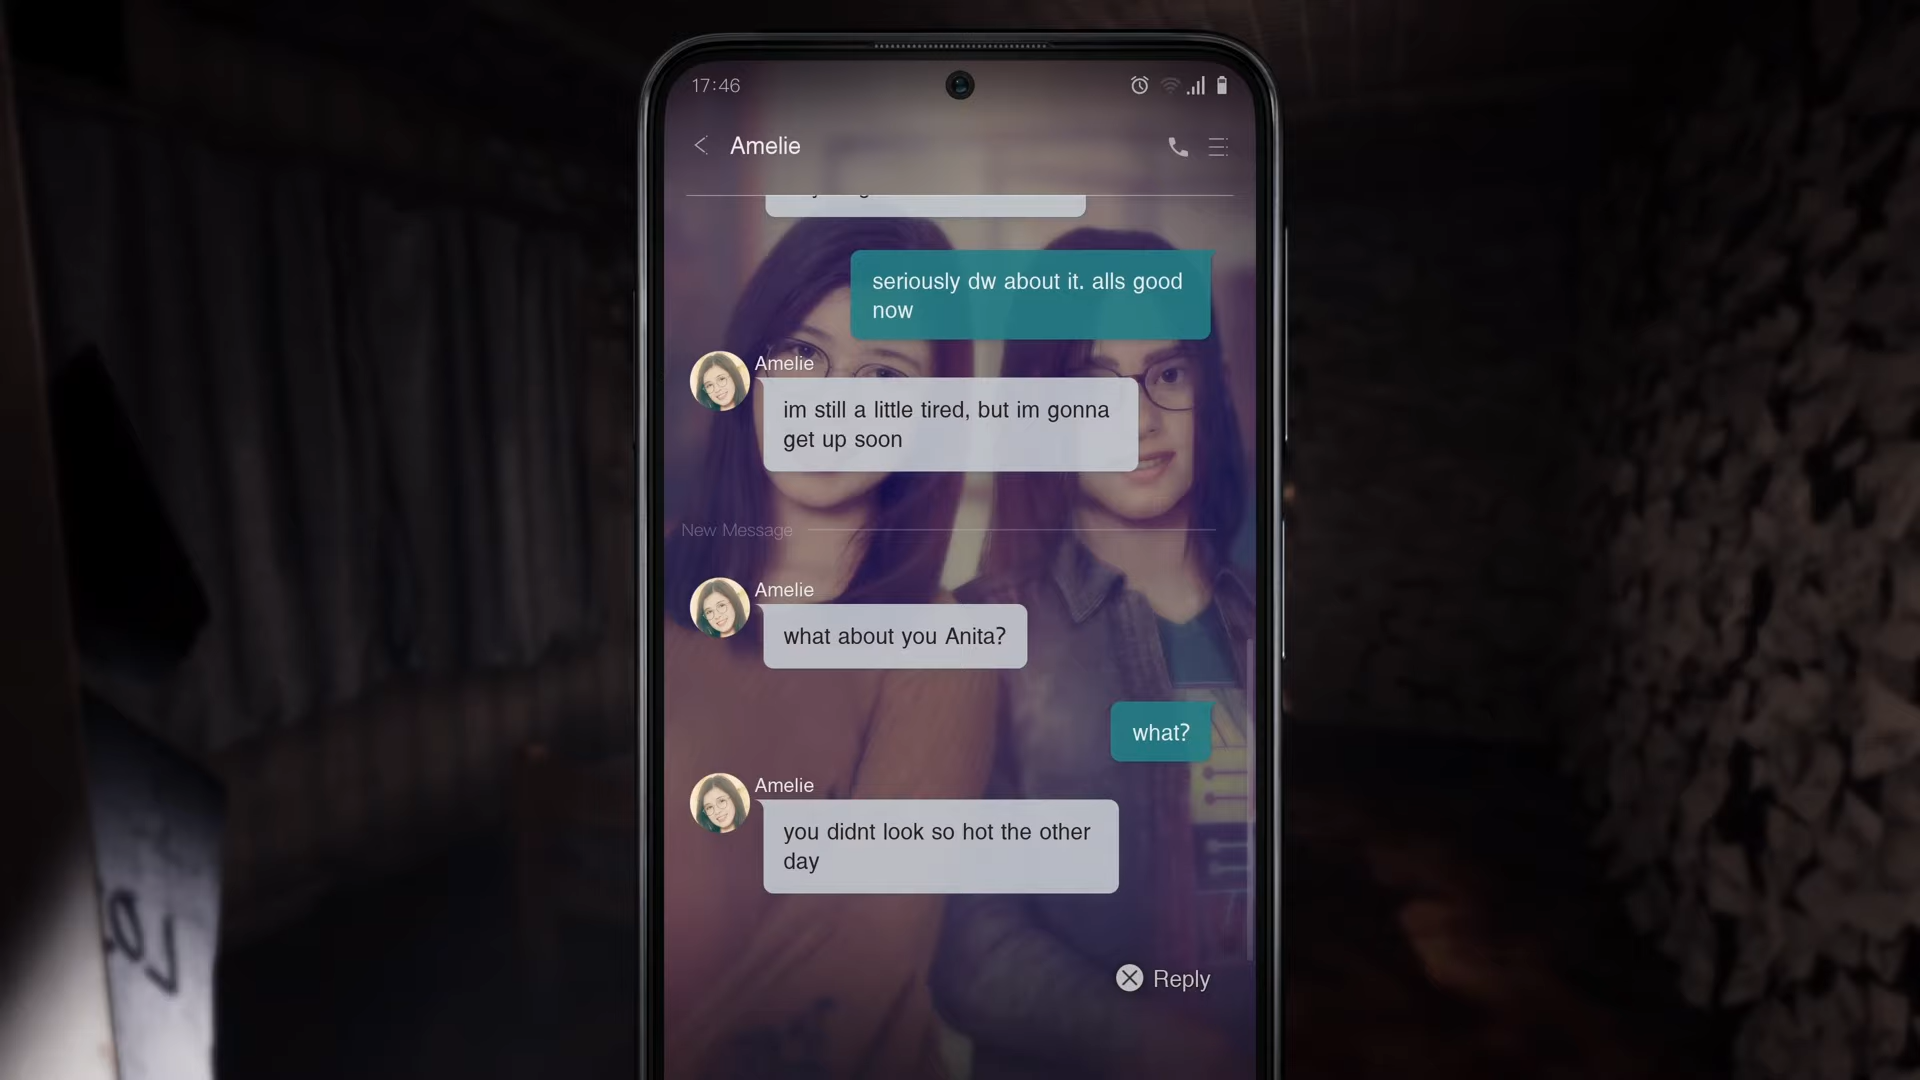 17:46
Amelie
seriously dw about it. alls good
now
Amelie
im still a little tired, but im gonna
get up soon
New Message
Amelie
what about you Anita?
what?
Amelie
you didnt look so hot the other
day
Reply